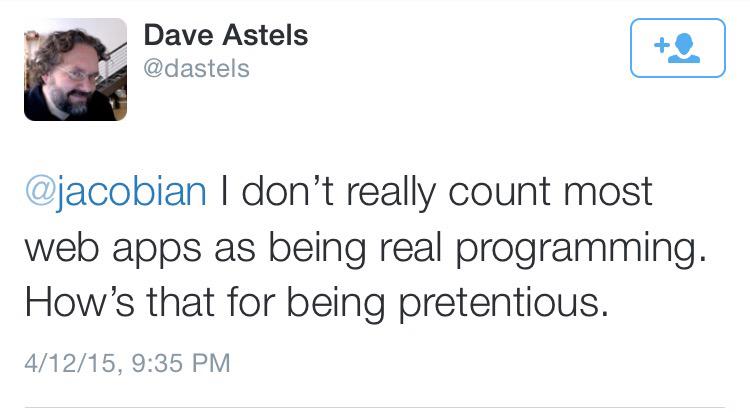 Dave Astels
@dastels
@jacobian I don’t really count most
web apps as being real programming.
How’s that for being pretentious.
4/12/15, 9:35 PM